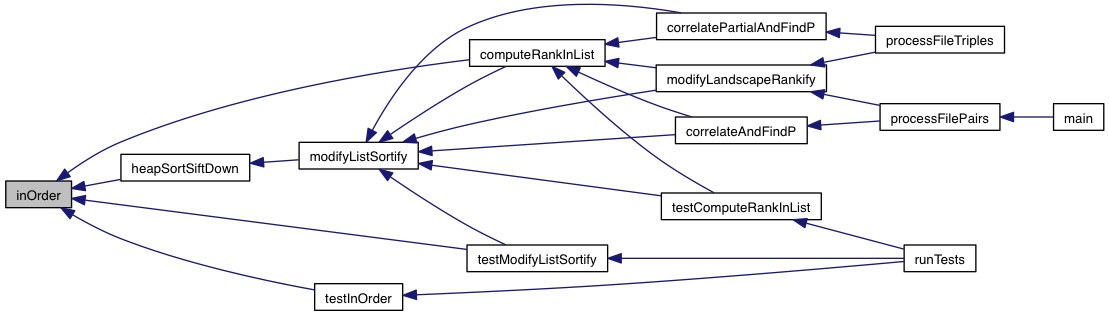 inOrder
computeRankInList
heapSortSiftDown
modifyListSortify
testModifyListSortify
testInOrder
correlatePartialAndFindP
modifyLandscapeRankify
correlateAndFindP
testComputeRankInList
processFileTriples
processFilePairs
runTests
main